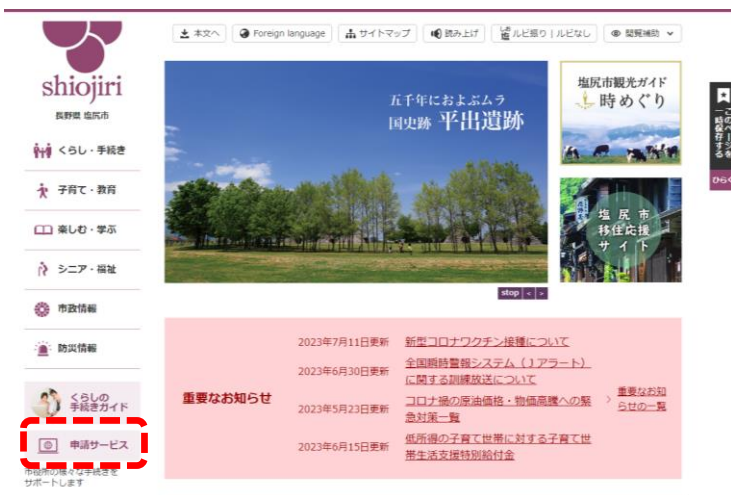 本文へ
Foreign language
サイトマップ
読み上げ
ルビ振り | ルビなし
閲覧補助
shiojiri
長野県 塩尻市
くらし・手続き
子育て・教育
楽しむ・学ぶ
シニア・福祉
市政情報
防災情報
くらしの
手続きガイド
申請サービス
市役所の様々な手続きを
サポートします
五千年におよぶムラ
国史跡 平出遺跡
stop < >
塩尻市観光ガイド
時めぐり
塩尻市
移住応援
サイト
このページを
一時保存する
ひらく
重要なお知らせ
2023年7月11日更新 新型コロナワクチン接種について
2023年6月30日更新 全国瞬時警報システム（Jアラート）
に関する訓練放送について
2023年5月23日更新 コロナ禍の原油価格・物価高騰への緊
急対策一覧
2023年6月15日更新 低所得の子育て世帯に対する子育て世
帯生活支援特別給付金
重要なお知
らせの一覧